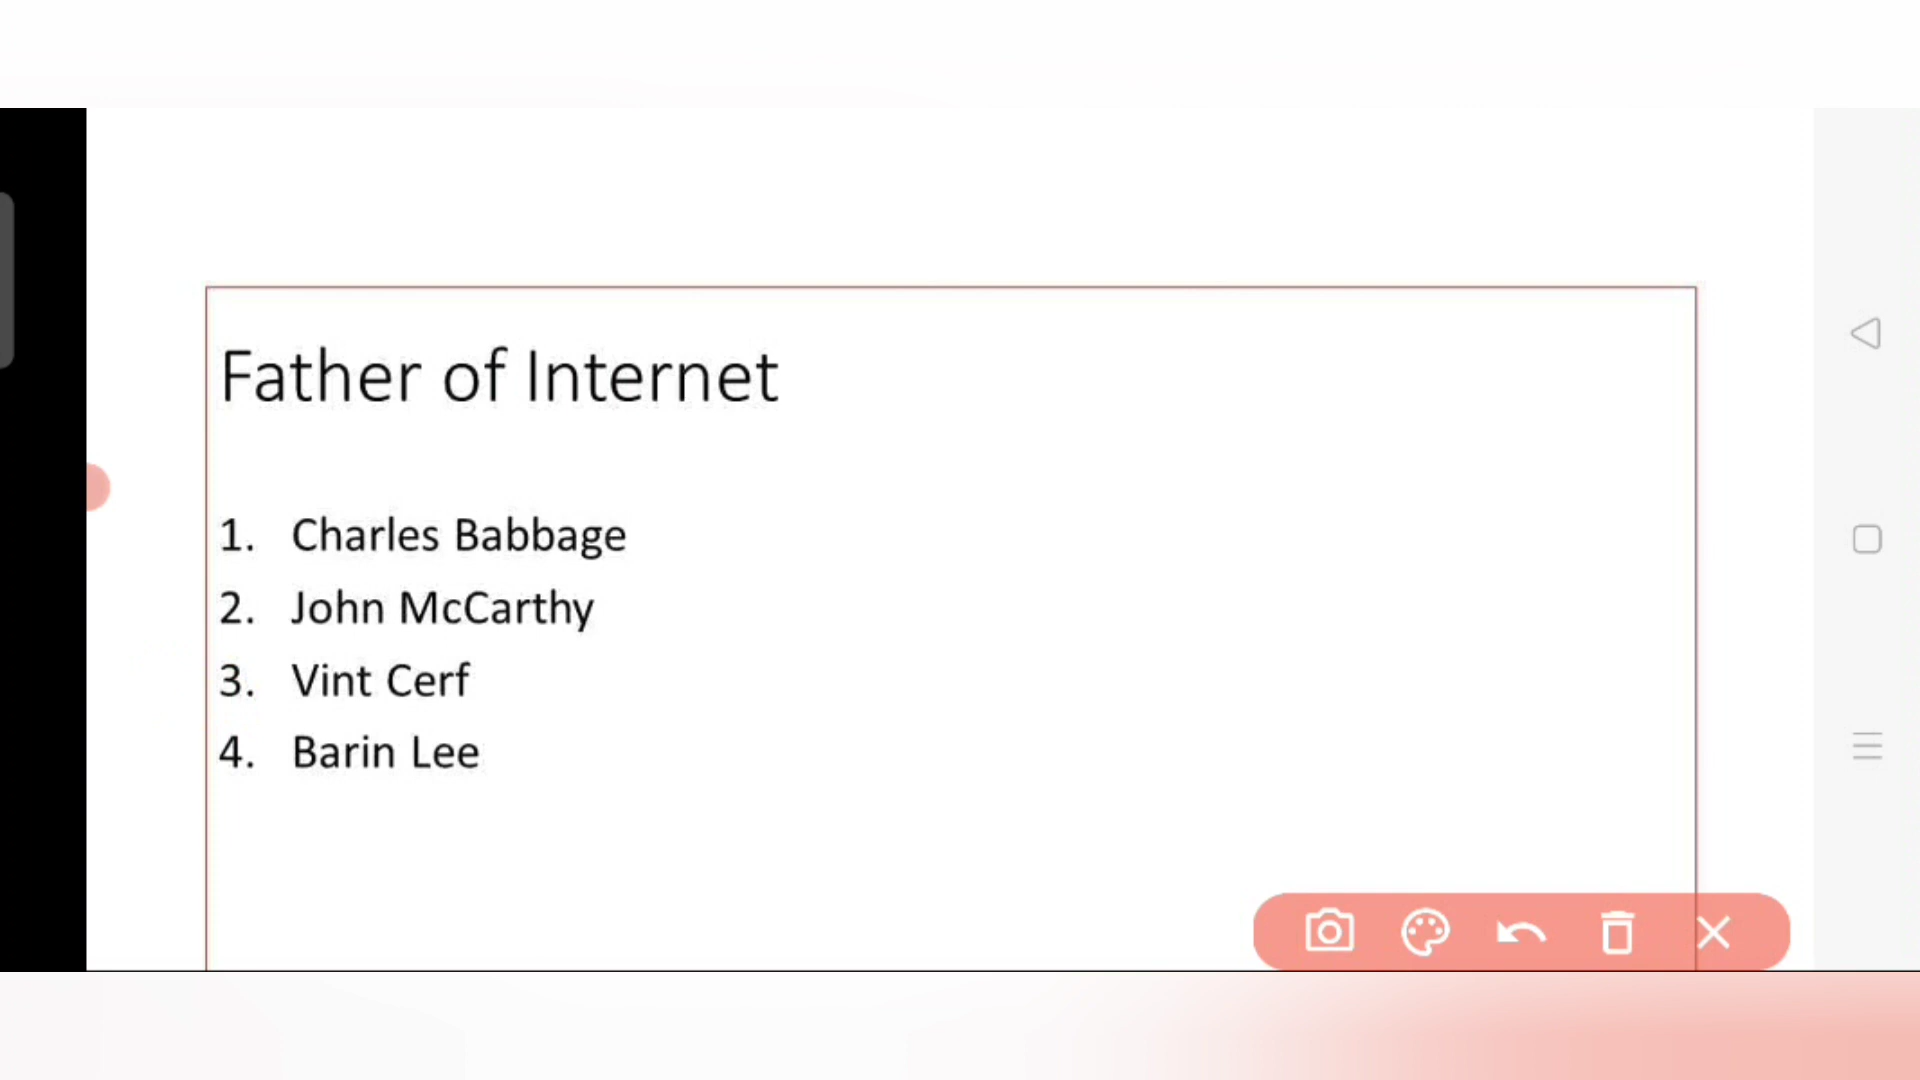 Father of Internet
1. Charles Babbage
2. John McCarthy
3. Vint Cerf
4. Barin Lee